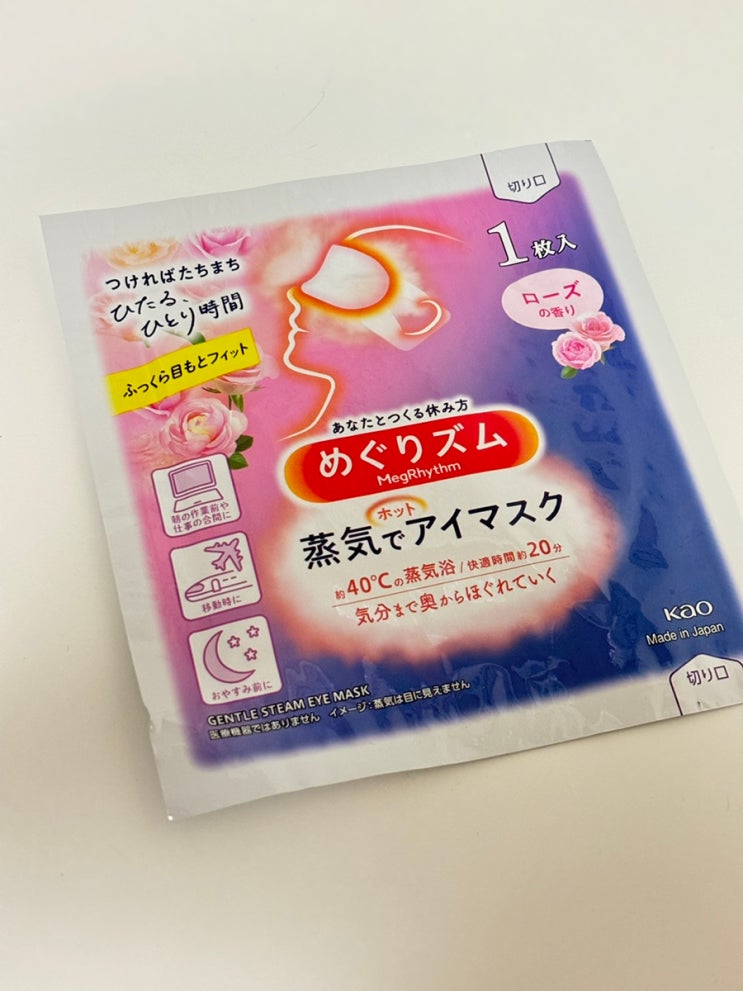 切り口
1枚入
ローズ
の香り
つければたちまち
ひたる、
ひとり時間
ふっくら目もとフィット
あなたとつくる休み方
めぐりズム
MegRhythm
ホット
蒸気でアイマスク
約40℃の蒸気浴/快適時間約20分
気分まで奥からほぐれていく
朝の作業前や
仕事の合間に
移動時に
おやすみ前に
Kao
Made in Japan
切り口
GENTLE STEAM EYE MASK
医療機器ではありません イメージ:蒸気は目に見えません